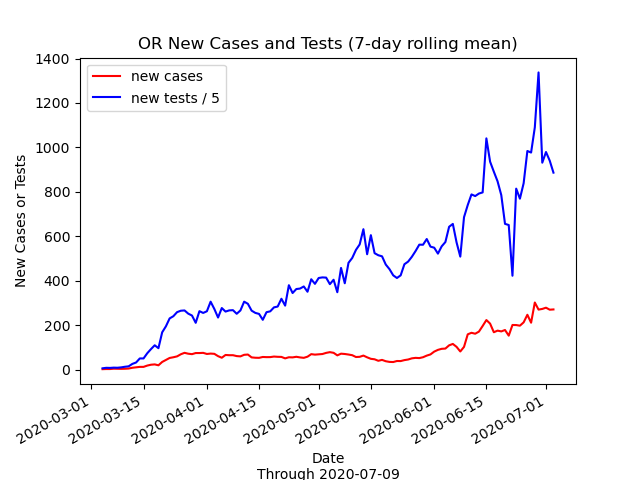 OR New Cases and Tests (7-day rolling mean)
new cases
new tests / 5
New Cases or Tests
1400
1200
1000
800
600
400
200
0
2020-03-01
2020-03-15
2020-04-01
2020-04-15
2020-05-01
2020-05-15
2020-06-01
2020-06-15
2020-07-01
Date
Through 2020-07-09